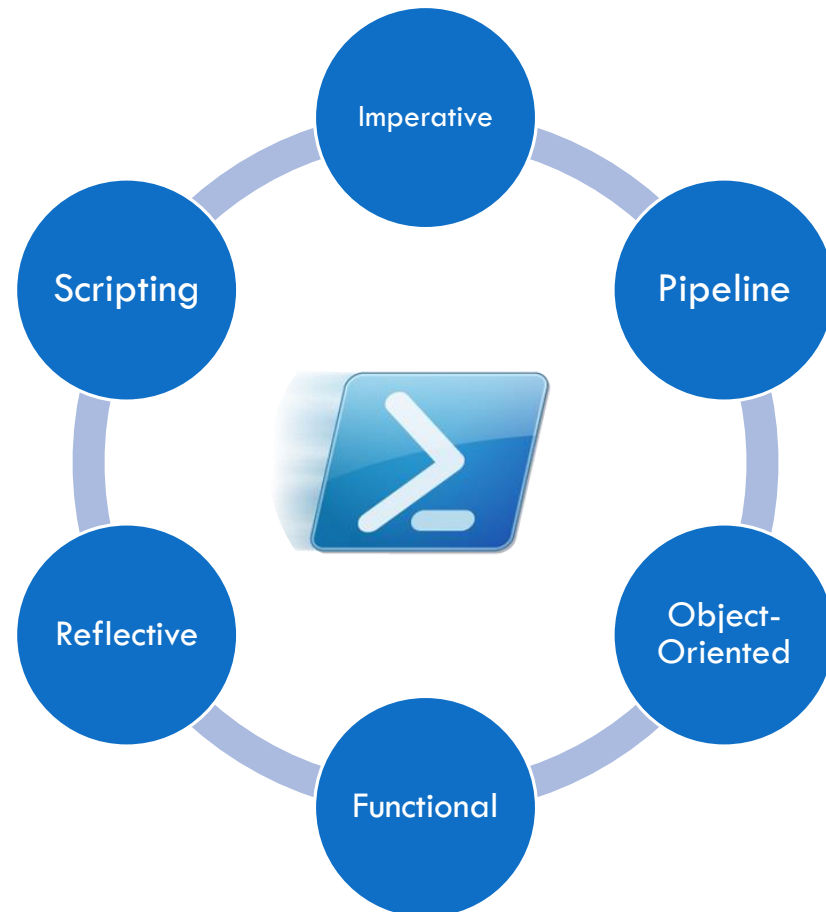 Imperative
Scripting
Pipeline
Reflective
Object-
Oriented
Functional